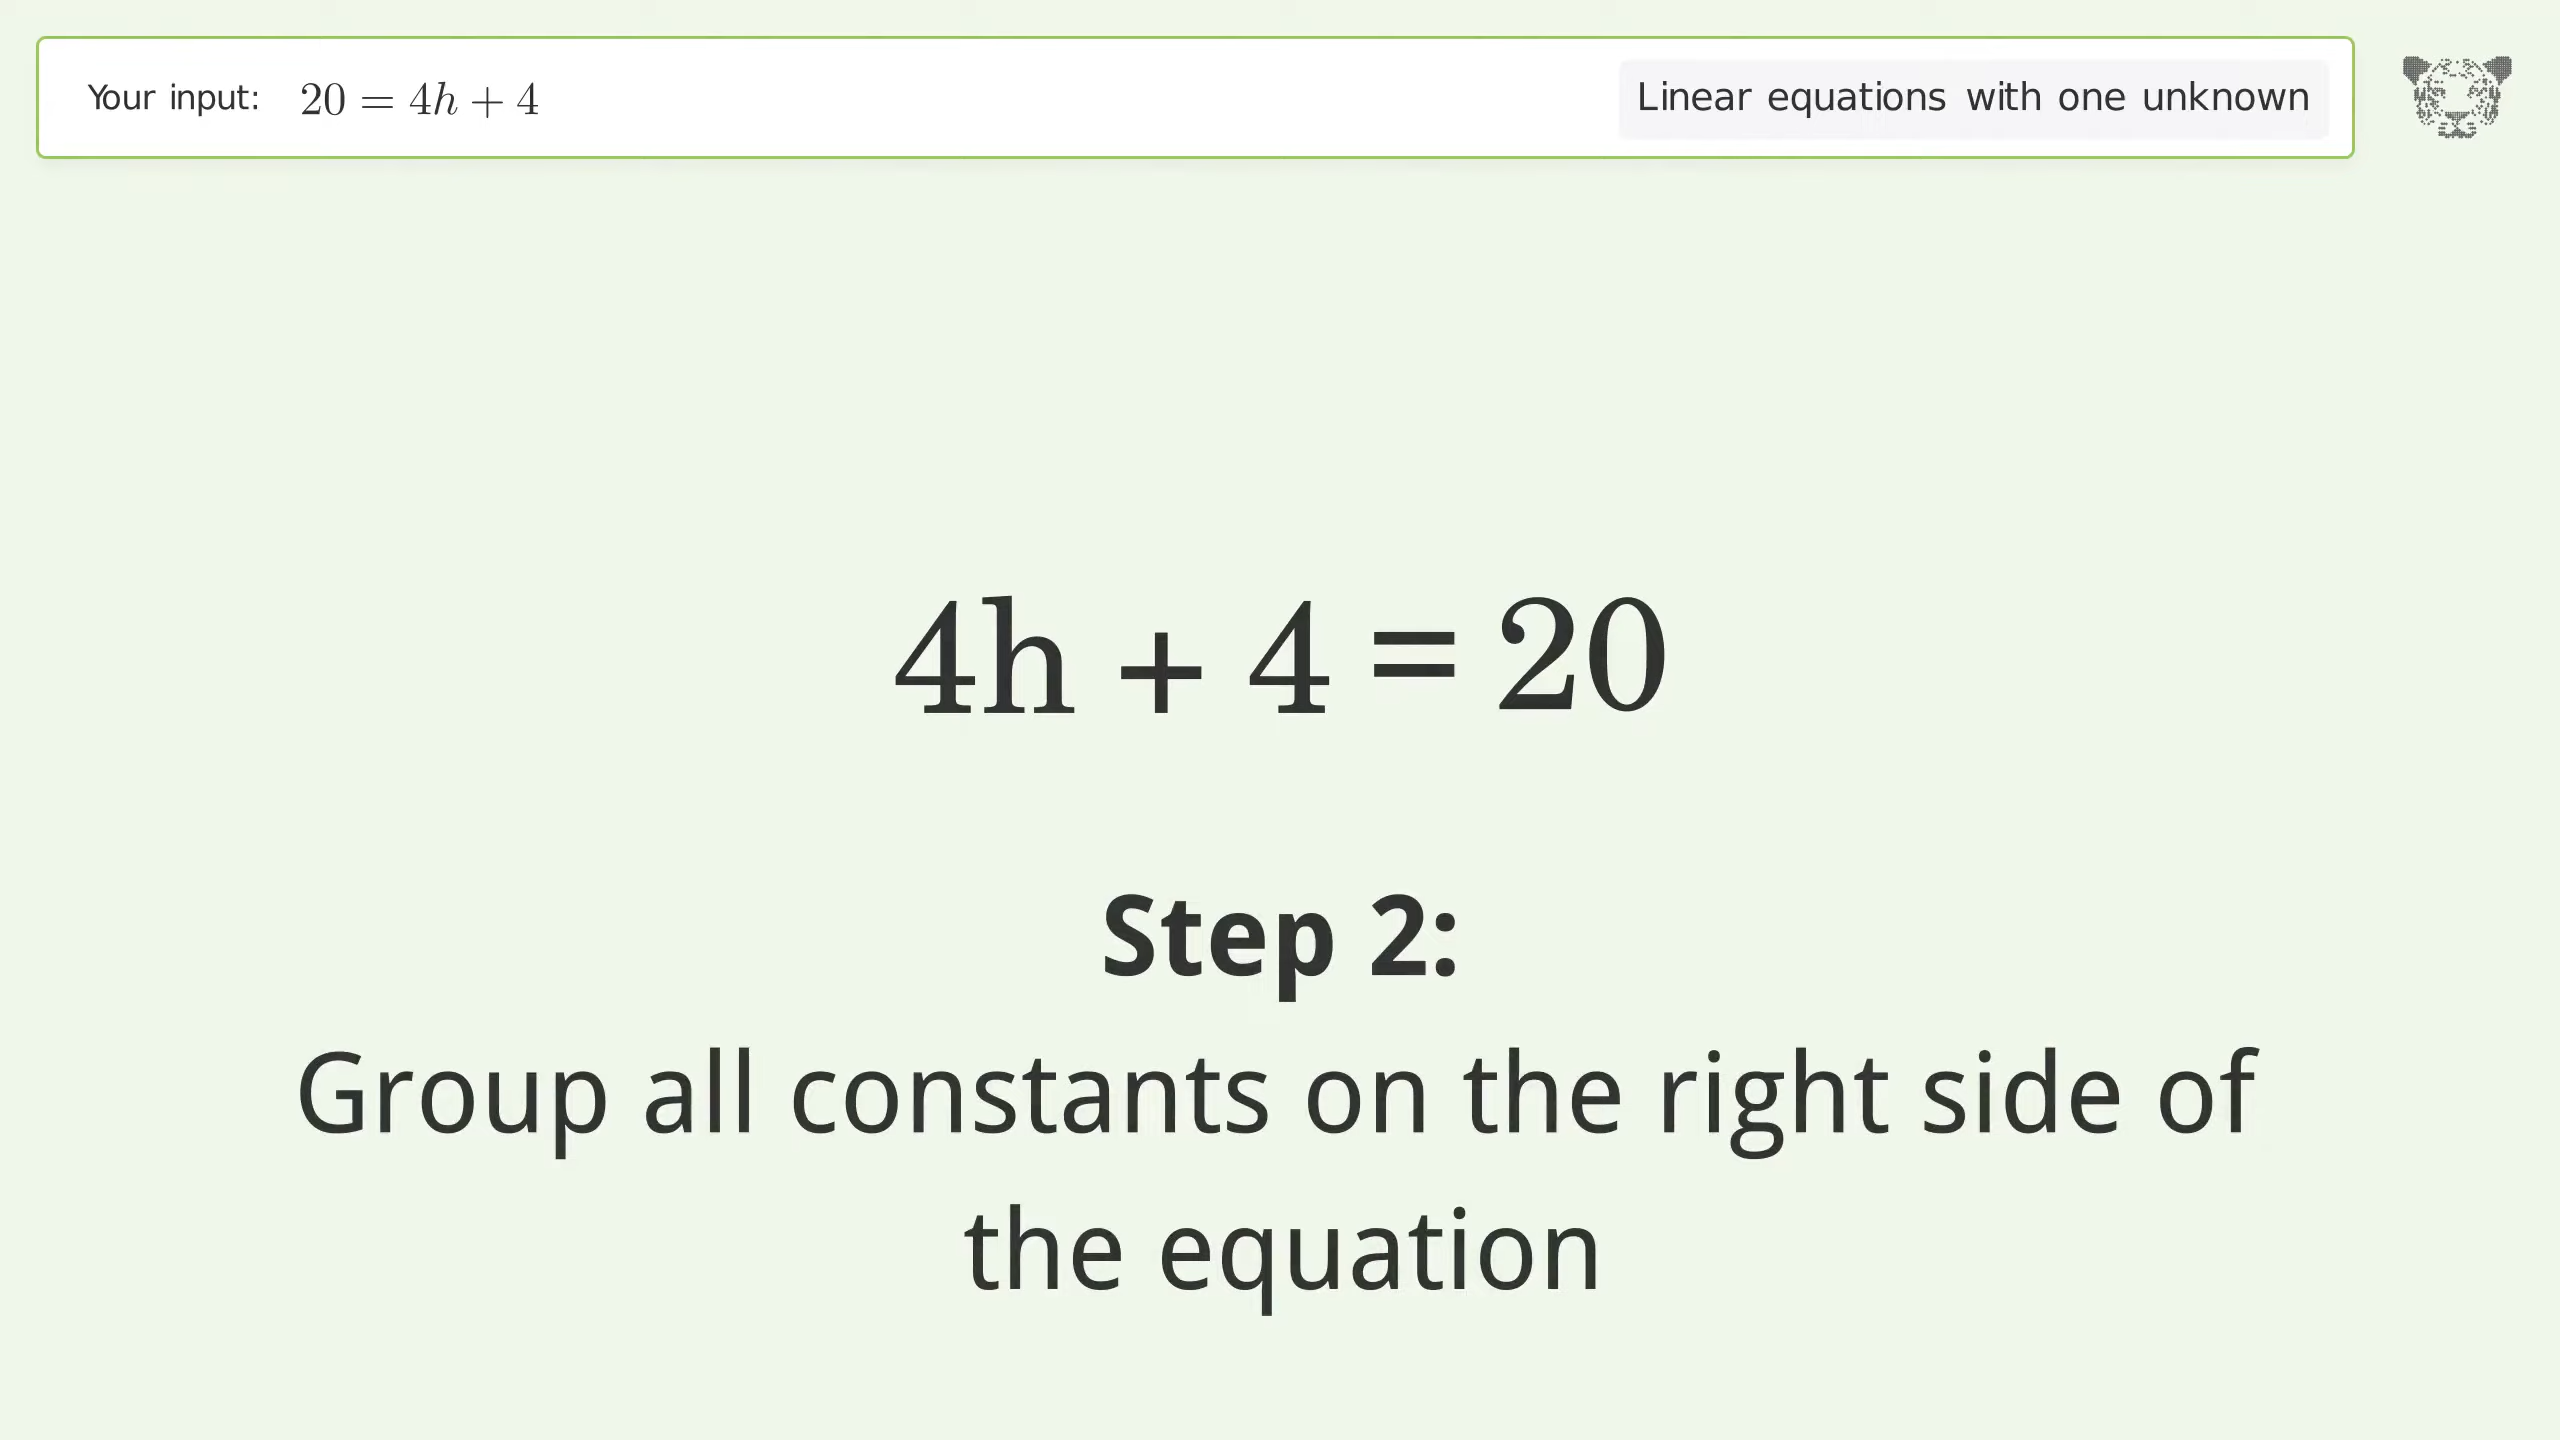 Your input: 20 = 4h + 4 Linear equations with one unknown
4h + 4 = 20
Step 2:
Group all constants on the right side of
the equation